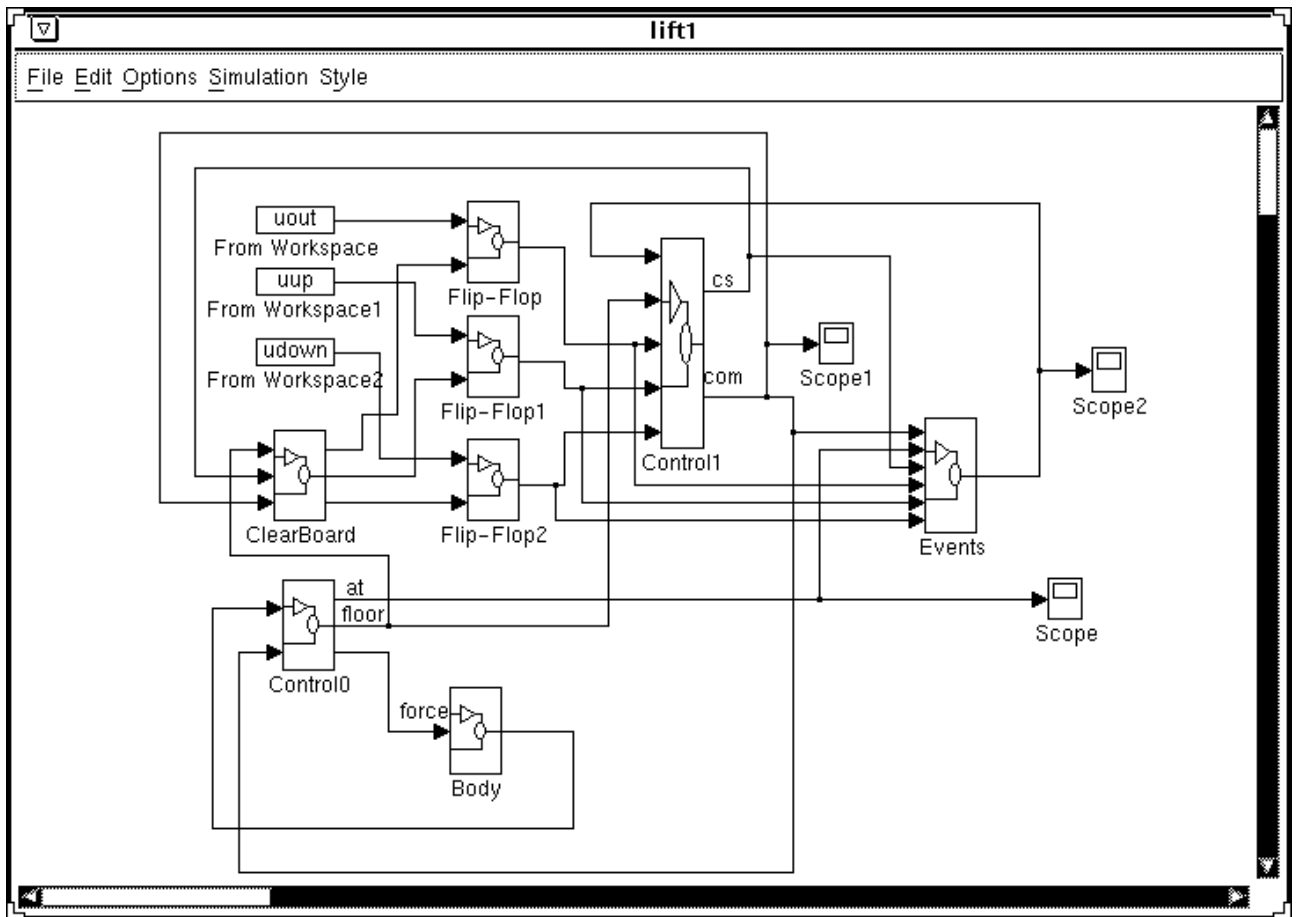 lift1
File Edit Options Simulation Style
uout
From Workspace
uup
From Workspace1
udown
From Workspace2
Flip-Flop
Flip-Flop1
Flip-Flop2
ClearBoard
cs
com
Control1
Scope1
Scope2
Events
at
floor
Control0
Scope
force
Body